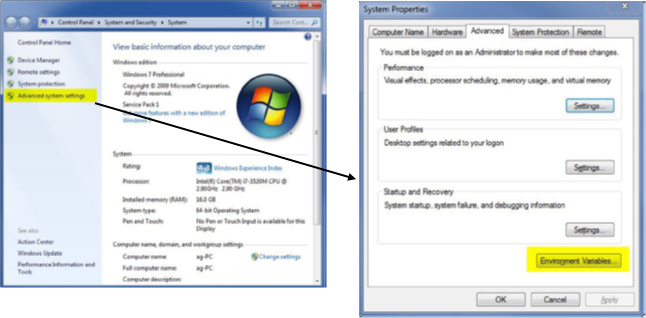 Control Panel ▸ System and Security ▸ System
Search Cont...
Control Panel Home
Device Manager
Remote settings
System protection
Advanced system settings
See also
Action Center
Windows Update
Performance Information and
Tools
View basic information about your computer
Windows edition
Windows 7 Professional
Copyright © 2009 Microsoft Corporation.
All rights reserved.
Service Pack 1
more features with a new edition of
Windows 7
System
Rating:
Windows Experience Index
Processor:
Intel(R) Core(TM) i7-3520M CPU @
2.90GHz 2.90 GHz
Installed memory (RAM):
16.0 GB
System type:
64-bit Operating System
Pen and Touch:
No Pen or Touch Input is available for this
Display
Computer name, domain, and workgroup settings
Computer name:
ag-PC
Change settings
Full computer name:
ag-PC
Computer description:
System Properties
Computer Name
Hardware
Advanced
System Protection
Remote
You must be logged on as an Administrator to make most of these changes.
Performance
Visual effects, processor scheduling, memory usage, and virtual memory
Settings...
User Profiles
Desktop settings related to your logon
Settings...
Startup and Recovery
System startup, system failure, and debugging information
Settings...
Environment Variables...
OK
Cancel
Apply